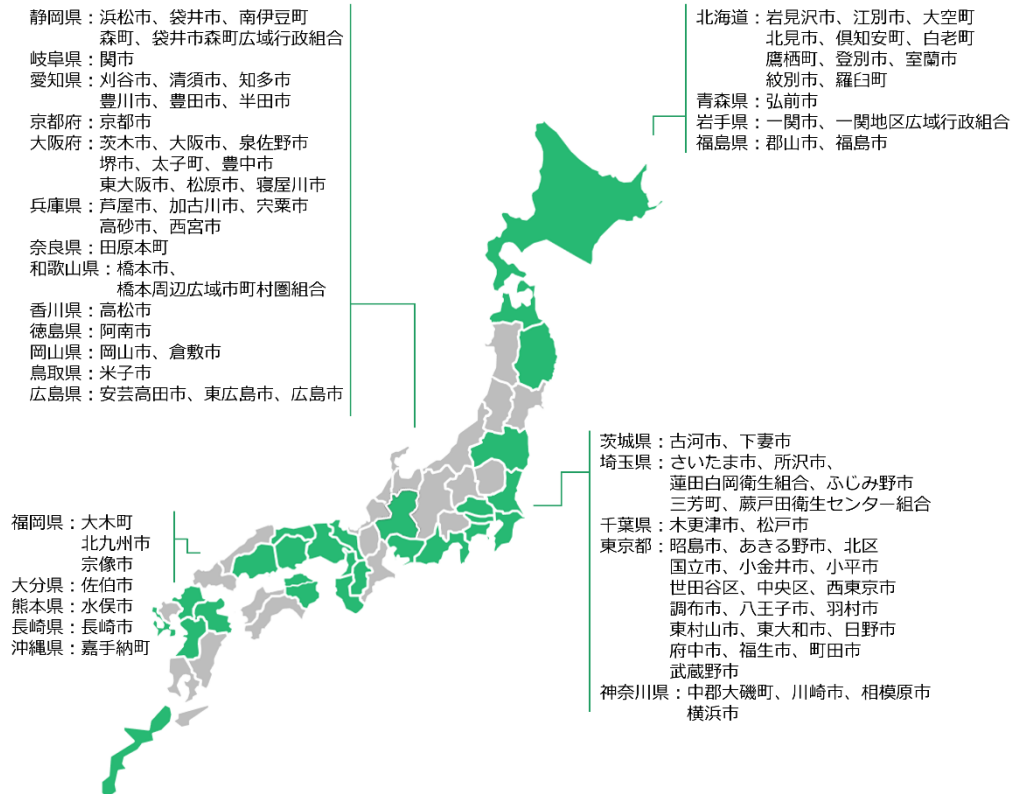 静岡県：浜松市、袋井市、南伊豆町
森町、袋井市森町広域行政組合
岐阜県：関市
愛知県：刈谷市、清須市、知多市
豊川市、豊田市、半田市
京都府：京都市
大阪府：茨木市、大阪市、泉佐野市
堺市、太子町、豊中市
東大阪市、松原市、寝屋川市
兵庫県：芦屋市、加古川市、宍粟市
高砂市、西宮市
奈良県：田原本町
和歌山県：橋本市、
橋本周辺広域市町村圏組合
香川県：高松市
徳島県：阿南市
岡山県：岡山市、倉敷市
鳥取県：米子市
広島県：安芸高田市、東広島市、広島市
北海道：岩見沢市、江別市、大空町
北見市、倶知安町、白老町
鷹栖町、登別市、室蘭市
紋別市、羅臼町
青森県：弘前市
岩手県：一関市、一関地区広域行政組合
福島県：郡山市、福島市
茨城県：古河市、下妻市
埼玉県：さいたま市、所沢市、
蓮田白岡衛生組合、ふじみ野市
三芳町、蕨戸田衛生センター組合
千葉県：木更津市、松戸市
東京都：昭島市、あきる野市、北区
国立市、小金井市、小平市
世田谷区、中央区、西東京市
調布市、八王子市、羽村市
東村山市、東大和市、日野市
府中市、福生市、町田市
武蔵野市
神奈川県：中郡大磯町、川崎市、相模原市
横浜市
福岡県：大木町
北九州市
宗像市
大分県：佐伯市
熊本県：水俣市
長崎県：長崎市
沖縄県：嘉手納町